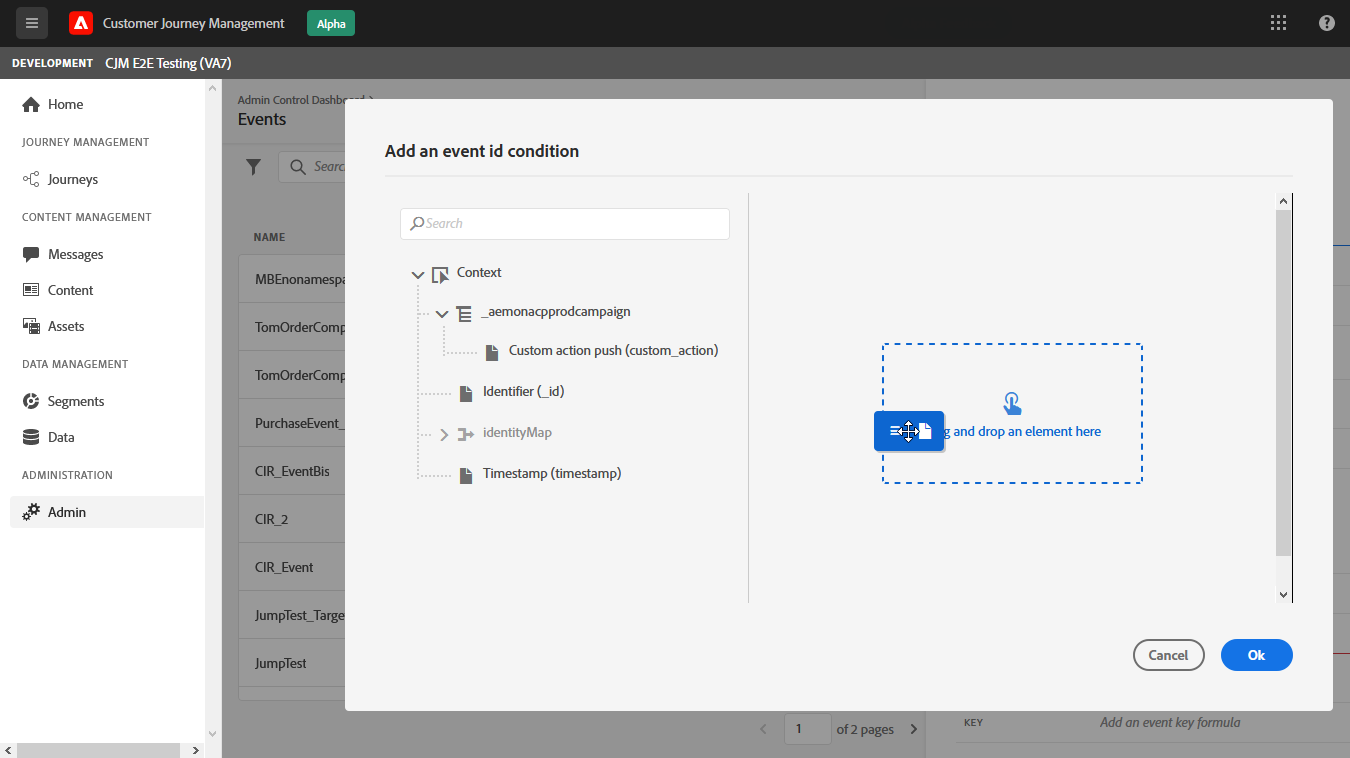 Customer Journey Management
Alpha
?
DEVELOPMENT CJM E2E Testing (VA7)
Home
JOURNEY MANAGEMENT
Journeys
CONTENT MANAGEMENT
Messages
Content
Assets
DATA MANAGEMENT
Segments
Data
ADMINISTRATION
Admin
Admin Control Dashboard >
Events
Search
NAME
MBEnonamespa
TomOrderComp
TomOrderComp
PurchaseEvent_
CIR_EventBis
CIR_2
CIR_Event
JumpTest_Targe
JumpTest
1 of 2 pages
KEY Add an event key formula
Add an event id condition
Search
Context
_aemonacpprodcampaign
Custom action push (custom_action)
Identifier (_id)
identityMap
Timestamp (timestamp)
g and drop an element here
Cancel
Ok